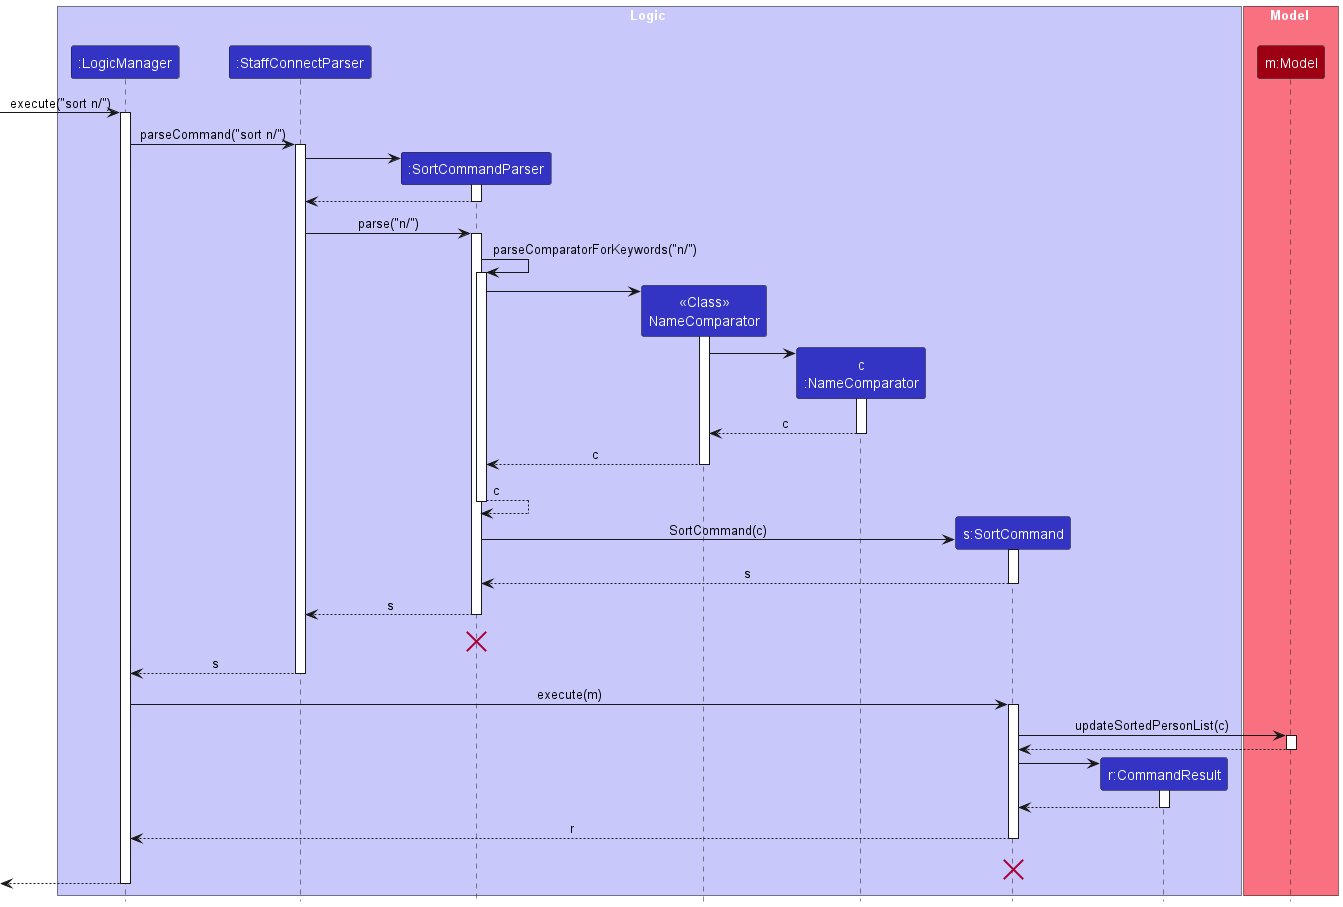 Logic
Model
:LogicManager
:StaffConnectParser
m:Model
execute("sort n/")
parseCommand("sort n/")
:SortCommandParser
parse("n/")
parseComparatorForKeywords("n/")
«Class»
NameComparator
c
:NameComparator
c
c
c
SortCommand(c)
s:SortCommand
s
s
s
execute(m)
updateSortedPersonList(c)
r:CommandResult
r